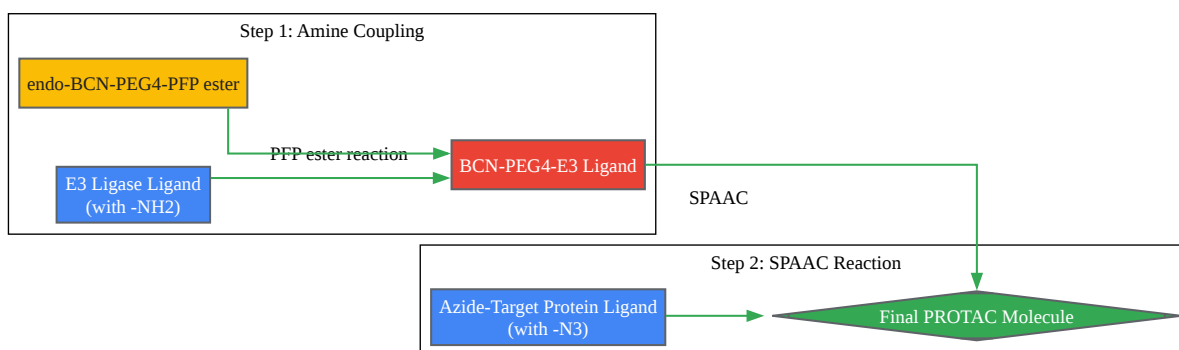 Step 1: Amine Coupling
endo-BCN-PEG4-PFP ester
PFP ester reaction
BCN-PEG4-E3 Ligand
E3 Ligase Ligand
(with -NH2)
SPAAC
Step 2: SPAAC Reaction
Azide-Target Protein Ligand
(with -N3)
Final PROTAC Molecule